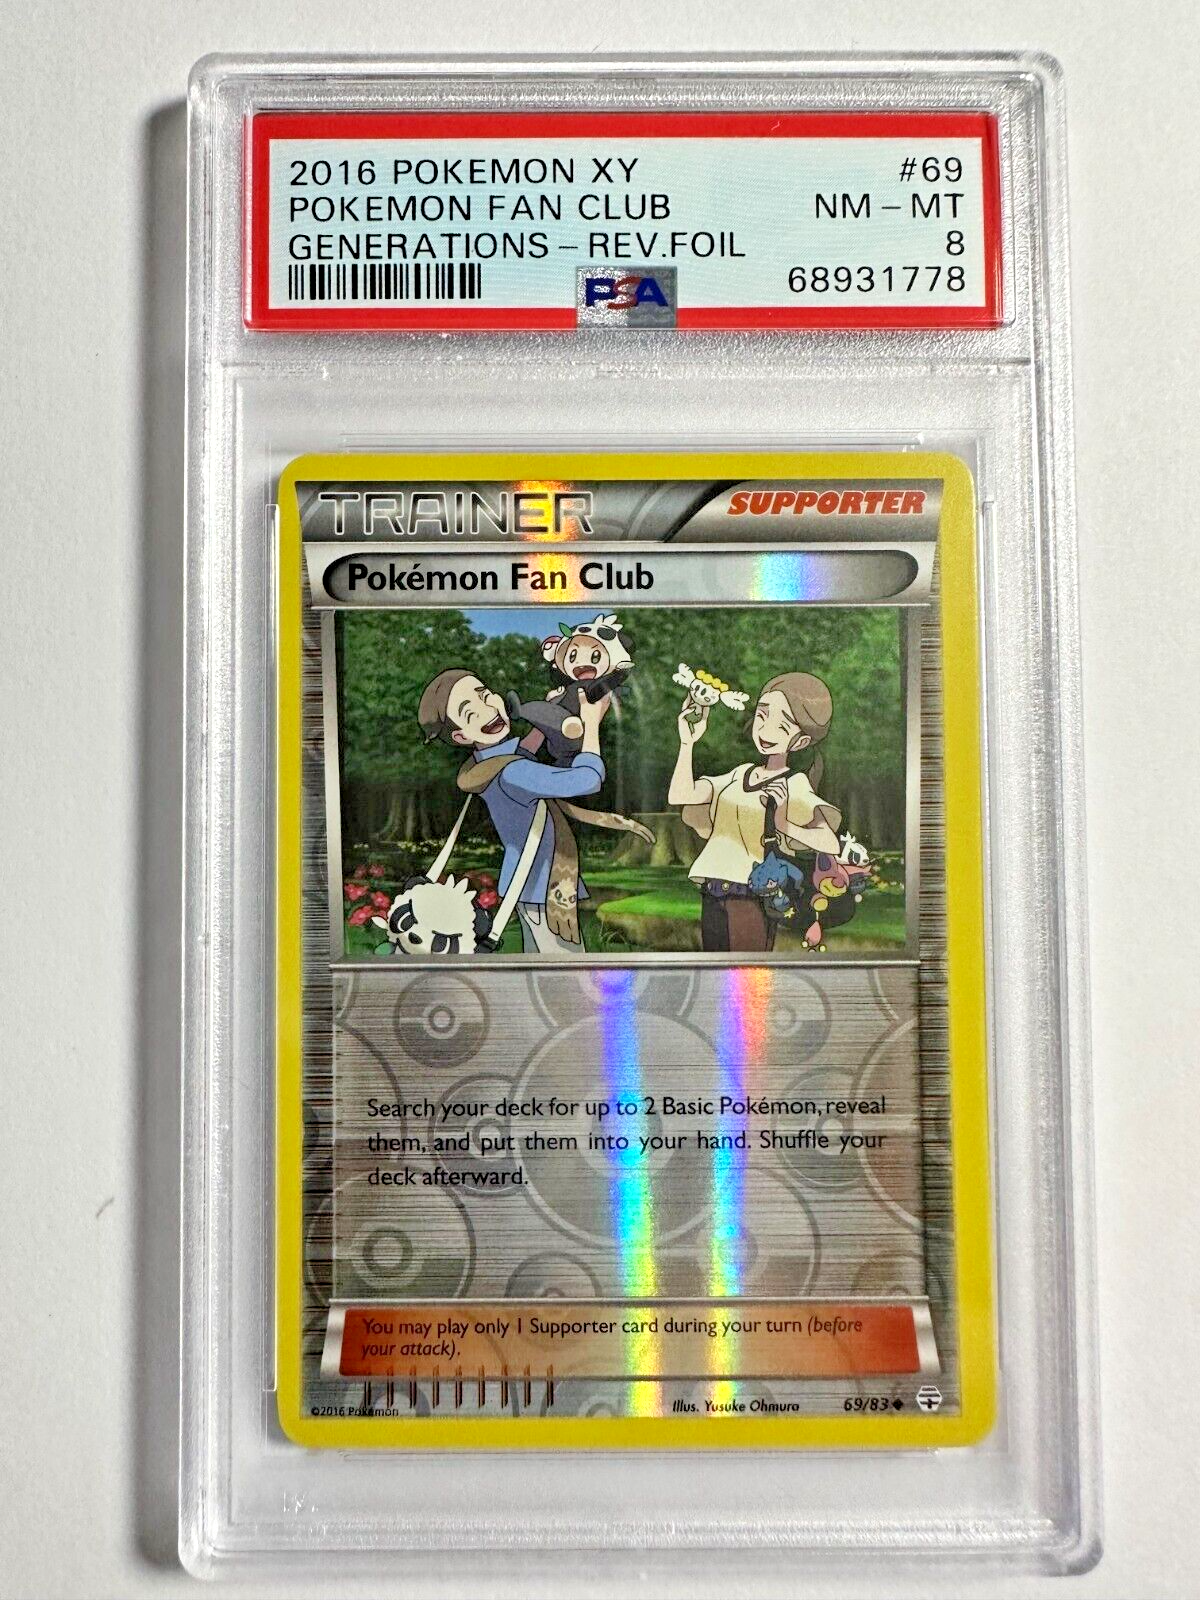 2016 POKEMON XY #69
POKEMON FAN CLUB NM - MT
GENERATIONS - REV.FOIL 8
PSA 68931778
TRAINER SUPPORTER
Pokémon Fan Club
Search your deck for up to 2 Basic Pokémon, reveal
them, and put them into your hand. Shuffle your
deck afterward.
You may play only 1 Supporter card during your turn (before
your attack).
©2016 Pokémon Illus. Yusuke Ohmura 69/83